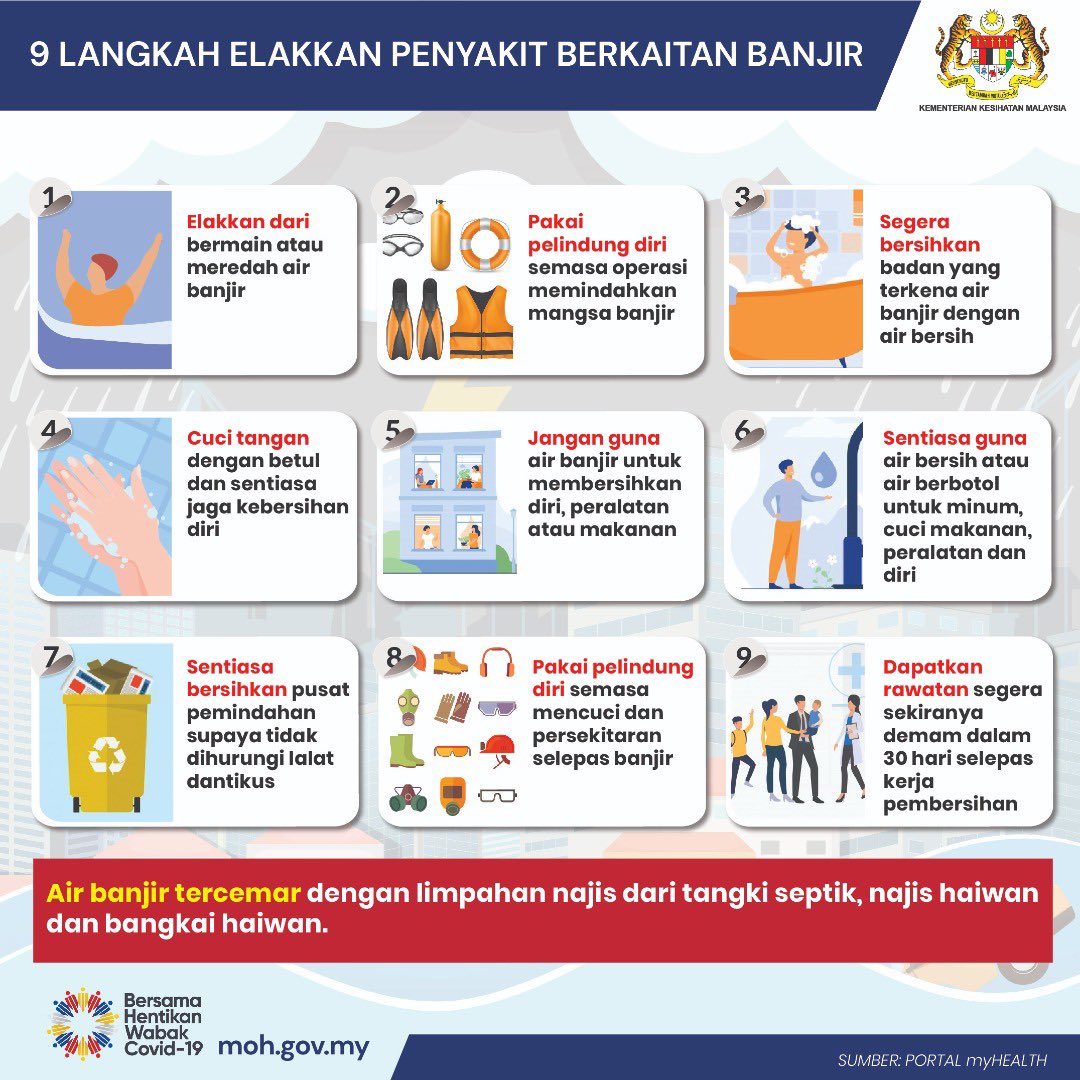 9 LANGKAH ELAKKAN PENYAKIT BERKAITAN BANJIR
KEMENTERIAN KESIHATAN MALAYSIA
1
Elakkan dari
bermain atau
meredah air
banjir
2
Pakai
pelindung diri
semasa operasi
memindahkan
mangsa banjir
3
Segera
bersihkan
badan yang
terkena air
banjir dengan
air bersih
4
Cuci tangan
dengan betul
dan sentiasa
jaga kebersihan
diri
5
Jangan guna
air banjir untuk
membersihkan
diri, peralatan
atau makanan
6
Sentiasa guna
air bersih atau
air berbotol
untuk minum,
cuci makanan,
peralatan dan
diri
7
Sentiasa
bersihkan pusat
pemindahan
supaya tidak
dihurungi lalat
dantikus
8
Pakai pelindung
diri semasa
mencuci dan
persekitaran
selepas banjir
9
Dapatkan
rawatan segera
sekiranya
demam dalam
30 hari selepas
kerja
pembersihan
Air banjir tercemar dengan limpahan najis dari tangki septik, najis haiwan
dan bangkai haiwan.
Bersama
Hentikan
Wabak
Covid-19
moh.gov.my
SUMBER: PORTAL myHEALTH